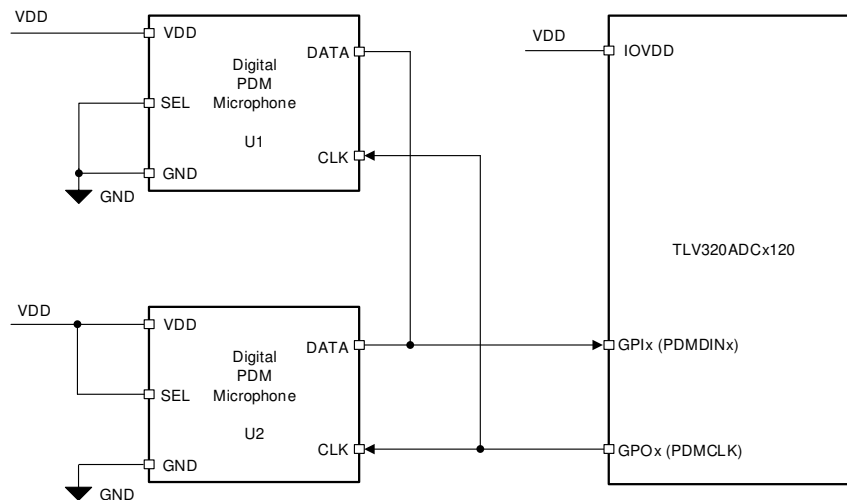 VDD
VDD
SEL
GND
GND
Digital
PDM
Microphone
U1
DATA
CLK
VDD
IOVDD
TLV320ADCx120
GPIx (PDMDINx)
GPOx (PDMCLK)
VDD
VDD
SEL
GND
GND
Digital
PDM
Microphone
U2
DATA
CLK